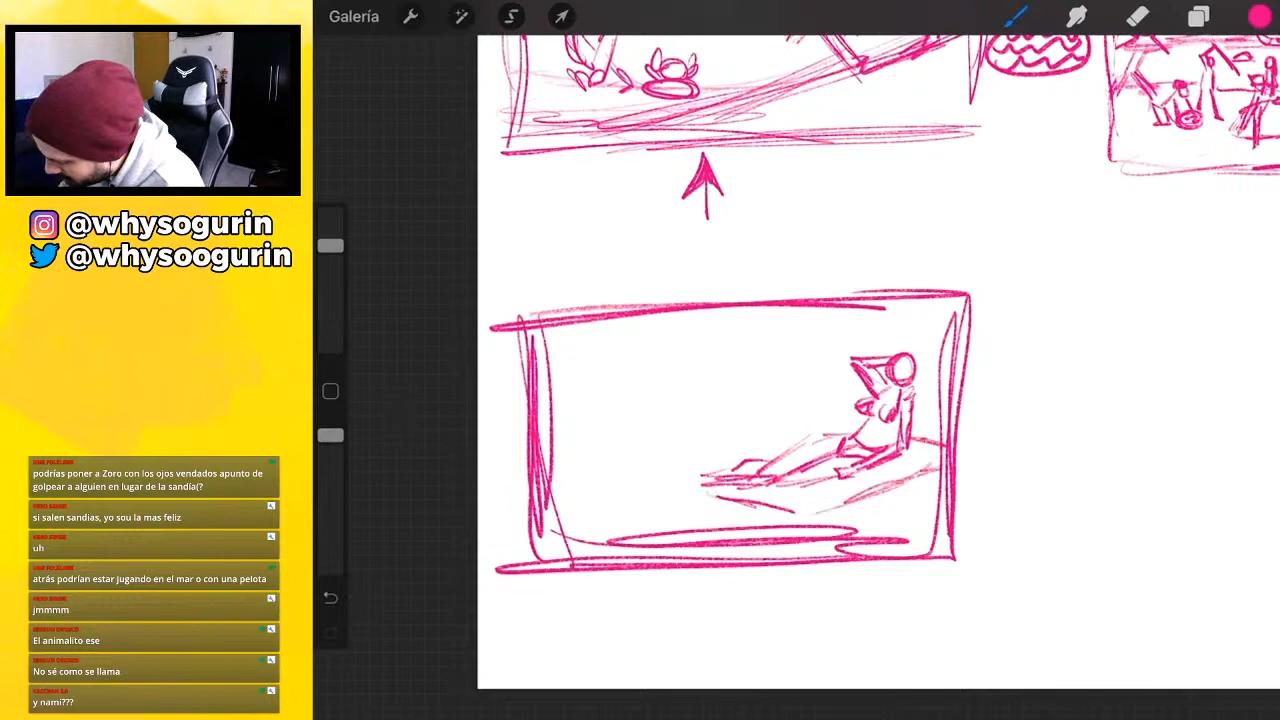 Galería
@whysogurin
@whysoogurin
podrías poner a Zoro con los ojos vendados apunto de
golpear a alguien en lugar de la sandía(?
si salen sandias, yo sou la mas feliz
uh
atrás podrían estar jugando en el mar o con una pelota
jmmmm
El animalito ese
No sé como se llama
y nami???